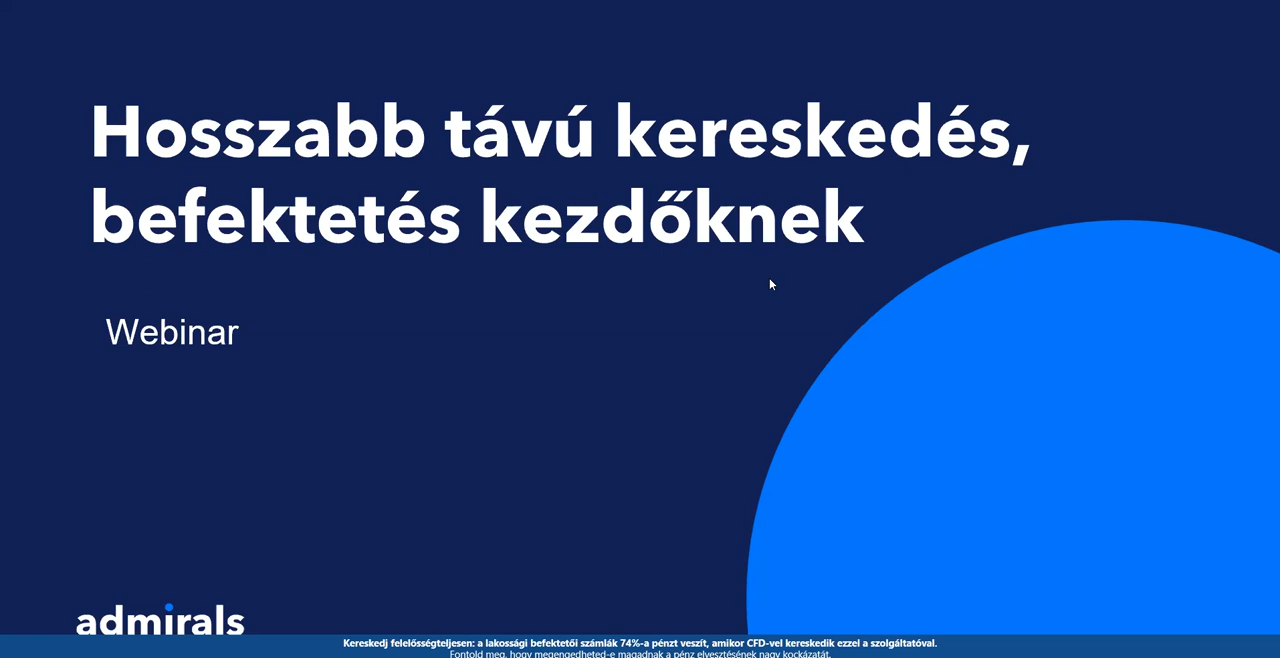 Hosszabb távú kereskedés,
befektetés kezdőknek
Webinar
admirals
Kereskedj felelősségteljesen: a lakossági befektetői számlák 74%-a pénzt veszít, amikor CFD-vel kereskedik ezzel a szolgáltatóval.
Fontold meg, hogy megengedheted-e magadnak a pénz elvesztésének nagy kockázatát.